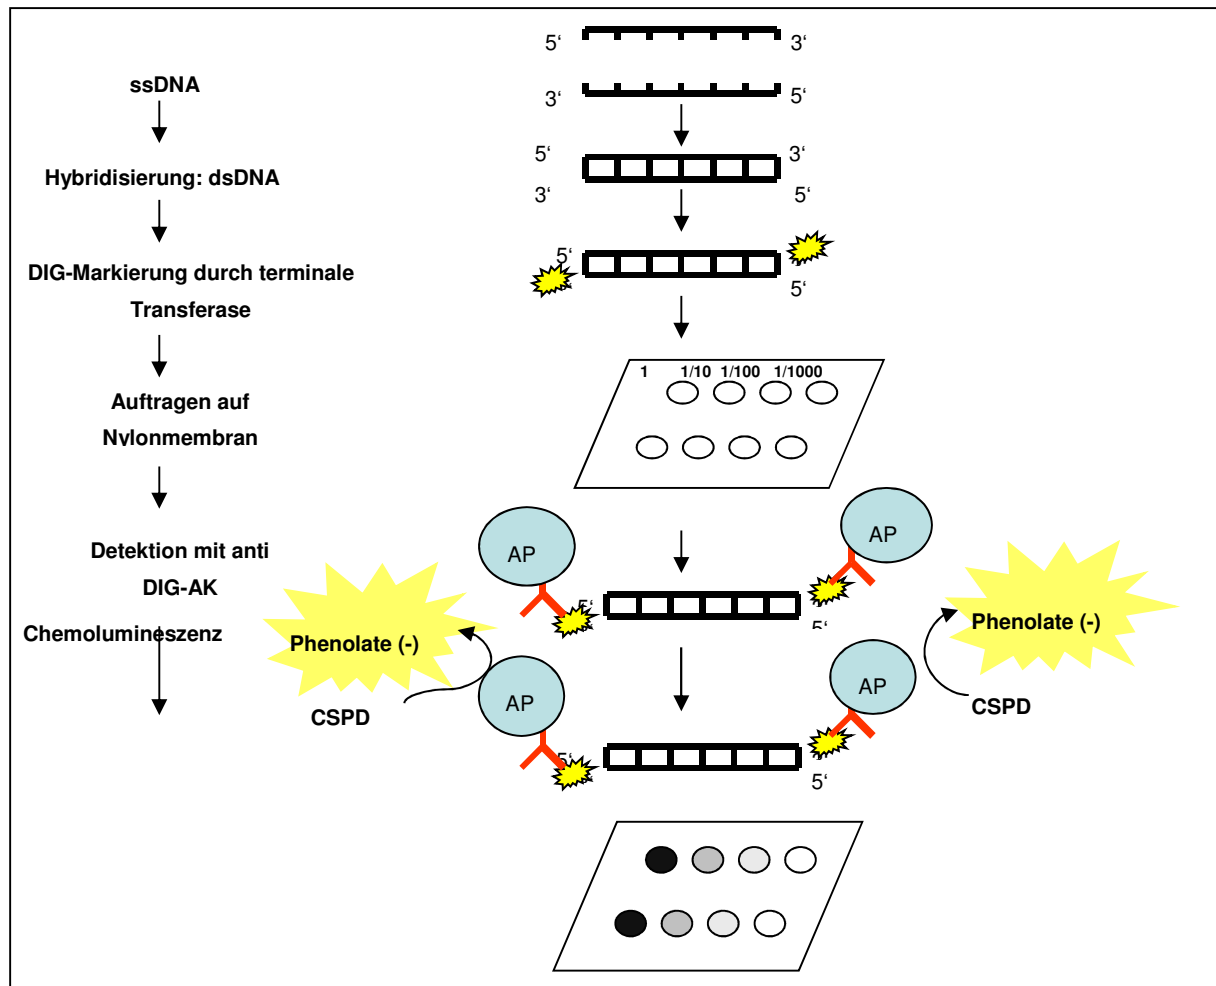 5‘ 3‘
ssDNA
3‘ 5‘
5‘ 3‘
Hybridisierung: dsDNA
3‘ 5‘
5‘
DIG-Markierung durch terminale
5‘
Transferase
1 1/10 1/100 1/1000
Auftragen auf
Nylonmembran
AP AP
Detektion mit anti
DIG-AK
5‘
Chemolumineszenz
Phenolate (-) Phenolate (-)
AP AP
CSPD CSPD
5‘
5‘